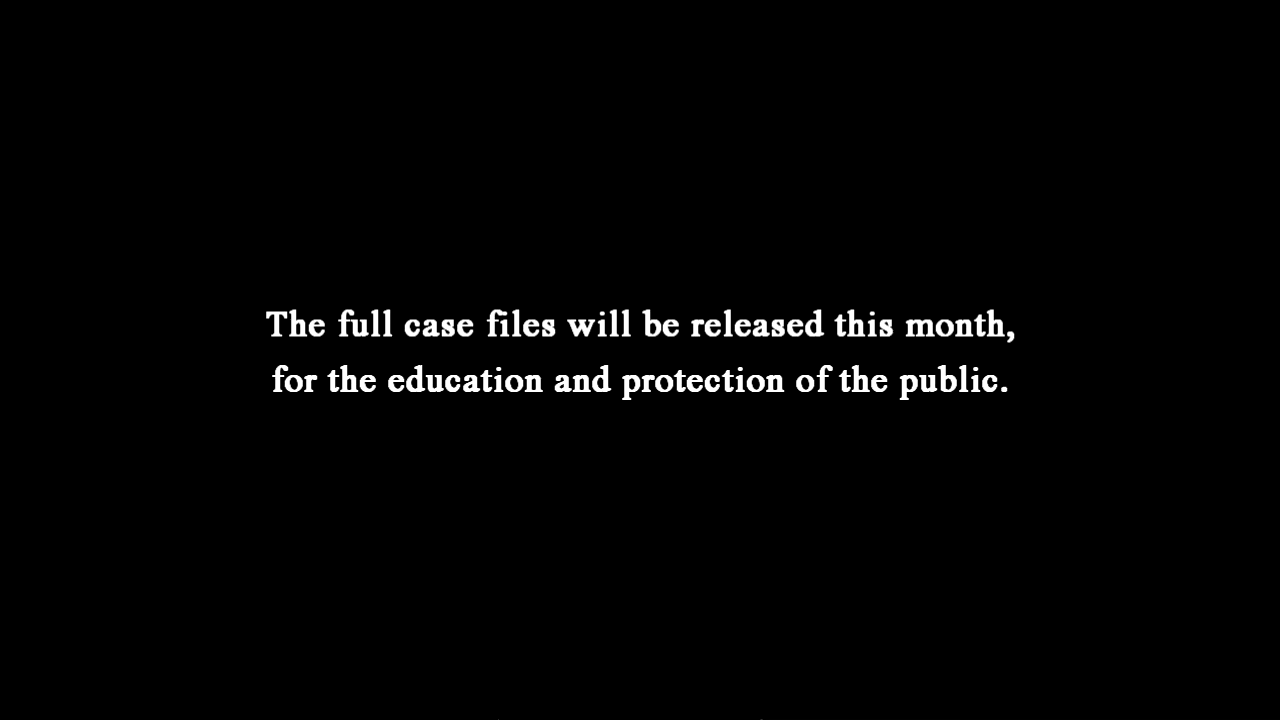 The full case files will be released this month,
for the education and protection of the public.